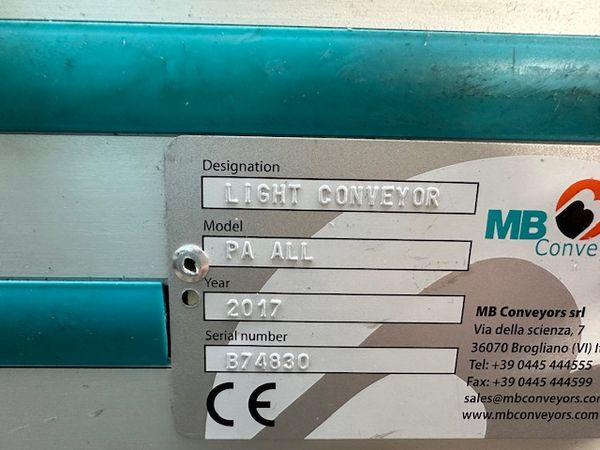 Designation
LIGHT CONVEYOR
Model
PA ALL
Year
2017
Serial number
B74830
CE
MB
Conve
MB Conveyors srl
Via della scienza, 7
36070 Brogliano (VI) It
Tel: +39 0445 444555
Fax: +39 0445 444599
sales@mbconveyors.com
www.mbconveyors.com